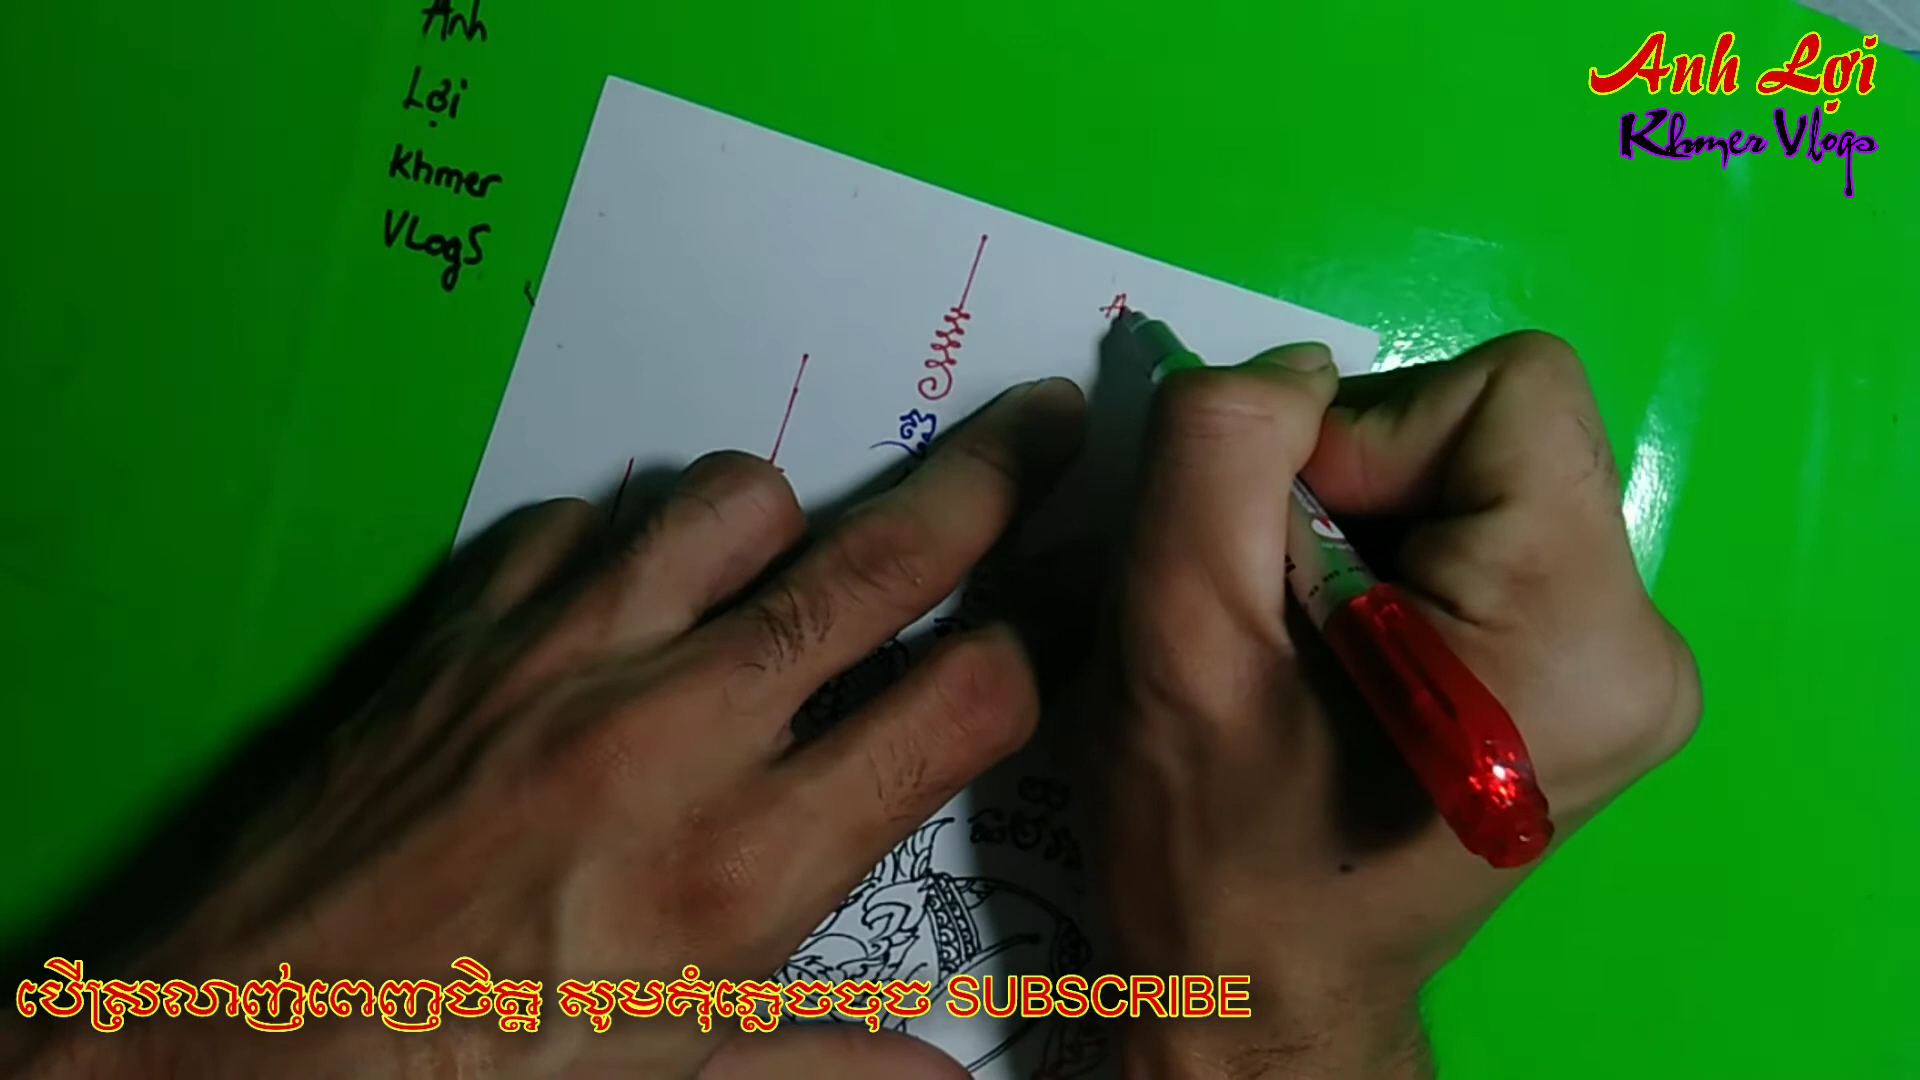 Anh
Lợi
Khmer
VLogS
Anh Lợi
Khmer Vlogs
A
បើស្រលាញ់ពេញចិត្ត សូមកុំភ្លេចចុច SUBSCRIBE